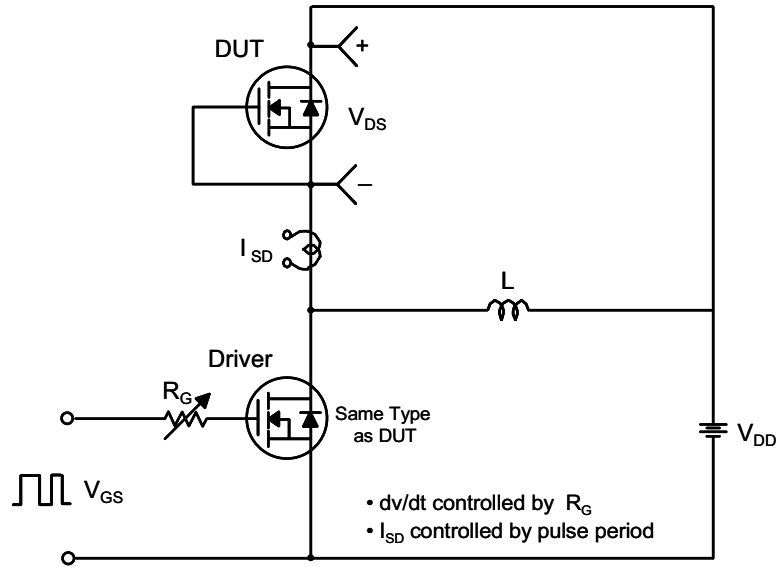 DUT
+
V_DS
−
I_SD
L
Driver
R_G
Same Type
as DUT
V_DD
V_GS
• dv/dt controlled by R_G
• I_SD controlled by pulse period